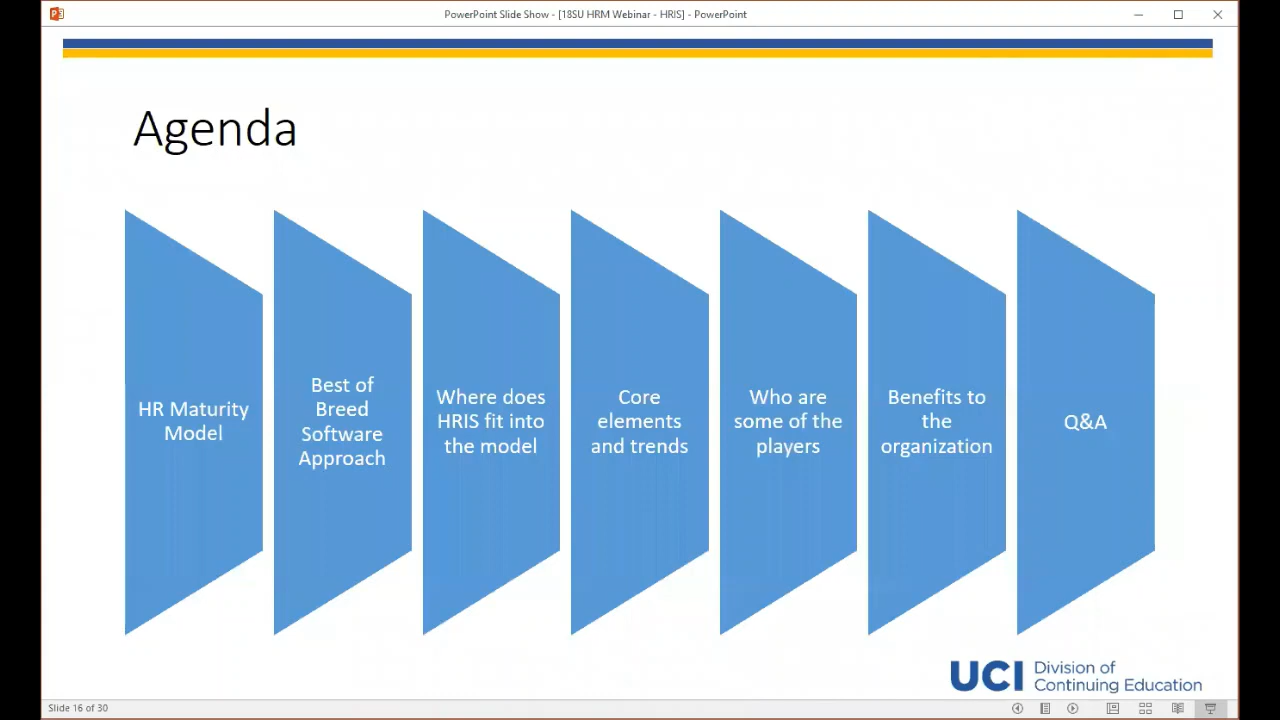 PowerPoint Slide Show - [18SU HRM Webinar - HRIS] - PowerPoint
Agenda
HR Maturity
Model
Best of
Breed
Software
Approach
Where does
HRIS fit into
the model
Core
elements
and trends
Who are
some of the
players
Benefits to
the
organization
Q&A
UCI Division of
Continuing Education
Slide 16 of 30